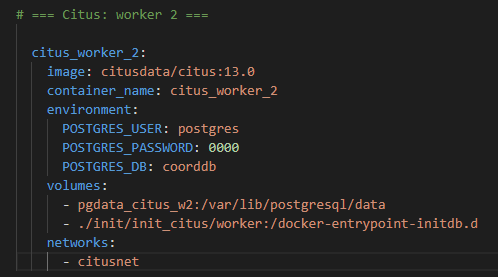 # === Citus: worker 2 ===
citus_worker_2:
image: citusdata/citus:13.0
container_name: citus_worker_2
environment:
POSTGRES_USER: postgres
POSTGRES_PASSWORD: 0000
POSTGRES_DB: coorddb
volumes:
- pgdata_citus_w2:/var/lib/postgresql/data
- ./init/init_citus/worker:/docker-entrypoint-initdb.d
networks:
- citusnet